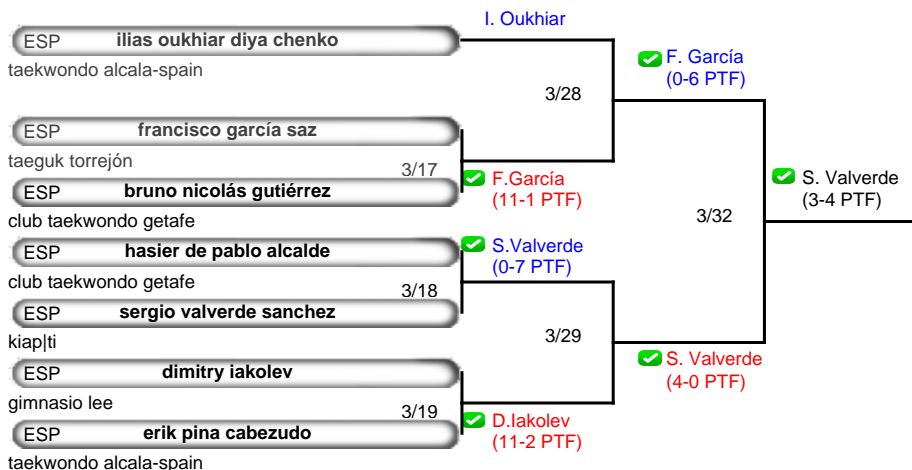 I. Oukhiar
ESP ilias oukhiar diya chenko
taekwondo alcala-spain
F. García
(0-6 PTF)
3/28
ESP francisco garcía saz
taeguk torrejón
3/17
F.García
(11-1 PTF)
ESP bruno nicolás gutiérrez
club taekwondo getafe
S. Valverde
(3-4 PTF)
3/32
ESP hasier de pablo alcalde
club taekwondo getafe
S.Valverde
(0-7 PTF)
3/18
ESP sergio valverde sanchez
kiap|ti
3/29
S. Valverde
(4-0 PTF)
ESP dimitry iakolev
gimnasio lee
3/19
D.Iakolev
(11-2 PTF)
ESP erik pina cabezudo
taekwondo alcala-spain